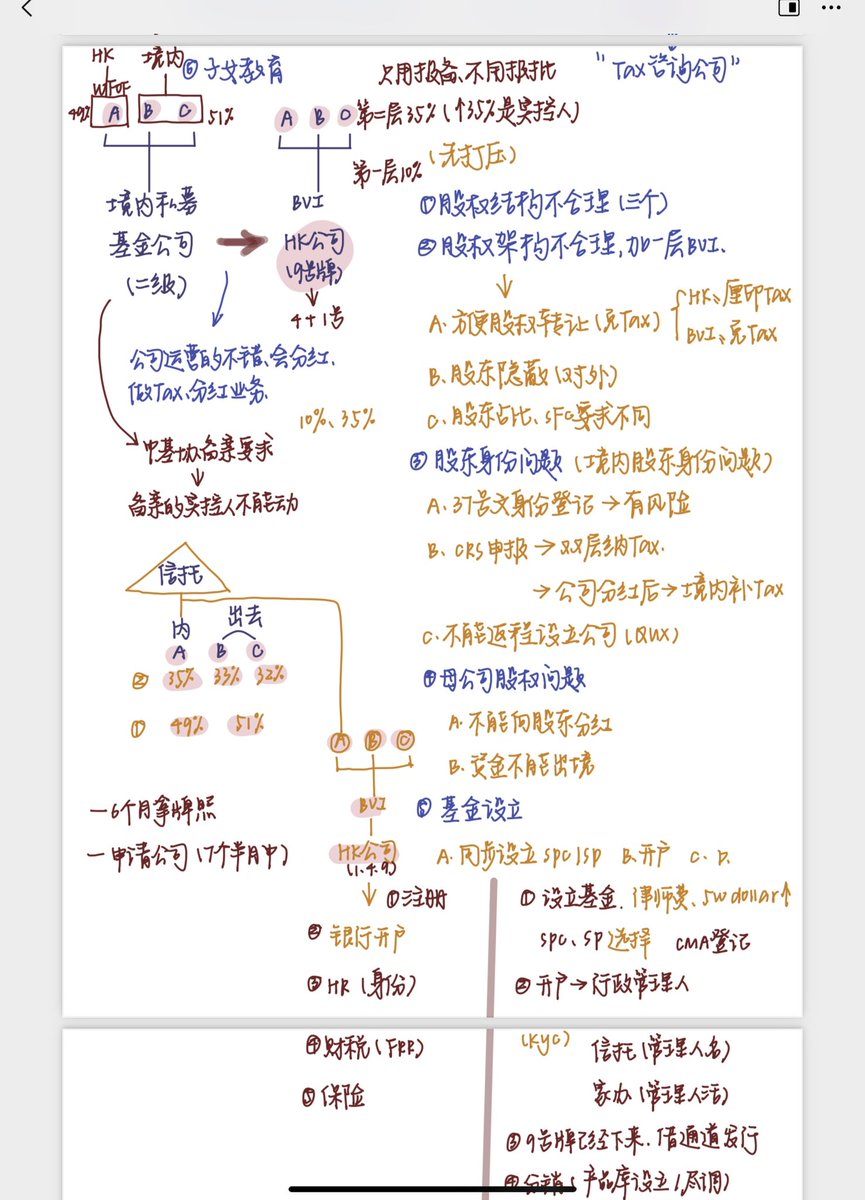 HK 境内
⑥子女教育
WFOF
49% A B C 51%
境内私募
基金公司
(二级)
只用报备、不用报批
"Tax咨询公司"
A B C 第二层35%(↑35%是实控人)
第一层10%
(无打压)
BVI
HK公司
(9号牌)
4+1号
公司运营的不错、会分红、
做Tax、分红业务.
10%、35%
中基协备案要求
备案的实控人不能动
①股权结构不合理(三个)
②股权架构不合理,加一层BVI.
A.方便股权转让(免Tax)
HK:厘印Tax
BVI:免Tax
B.股东隐蔽(对外)
C.股东占比、SFC要求不同
③股东身份问题(境内股东身份问题)
A.37号文身份登记→有风险
B.CRS申报→双层纳Tax.
→公司分红后→境内补Tax
C.不能返程设立公司(QUX)
④母公司股权问题
A.不能向股东分红
B.资金不能出境
⑤基金设立
A.同步设立SPC|SP B.开户 C. D.
信托
内 出去
A B C
② 35% 33% 32%
① 49% 51%
A B C
BVI
HK公司
(1.4.9)
一6个月拿牌照
一申请公司(7个半月中)
①注册
②银行开户
③HR(身份)
④财税(FRR)
⑤保险
①设立基金.律师费、5W dollar↑
SPC、SP选择 CMA登记
②开户→行政管理人
(KYC) 信托(管理人名)
家办(管理人活)
③9号牌已经下来.借通道发行
④分销:产品库设立(尽调)